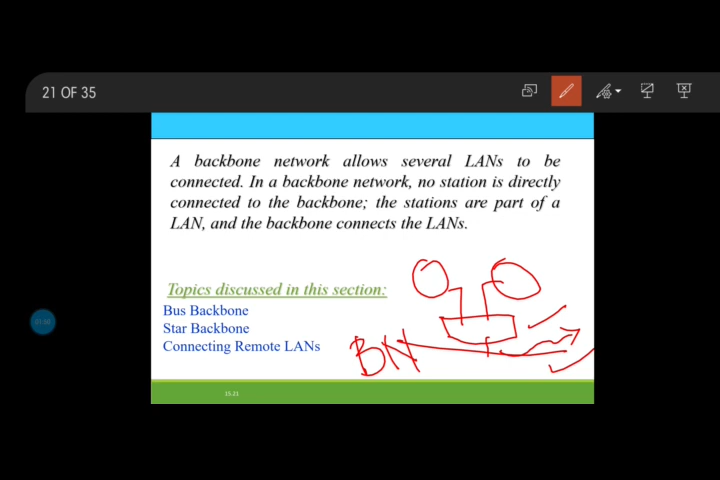 21 OF 35
A backbone network allows several LANs to be
connected. In a backbone network, no station is directly
connected to the backbone; the stations are part of a
LAN, and the backbone connects the LANs.
Topics discussed in this section:
Bus Backbone
Star Backbone
Connecting Remote LANs
BN
15.21